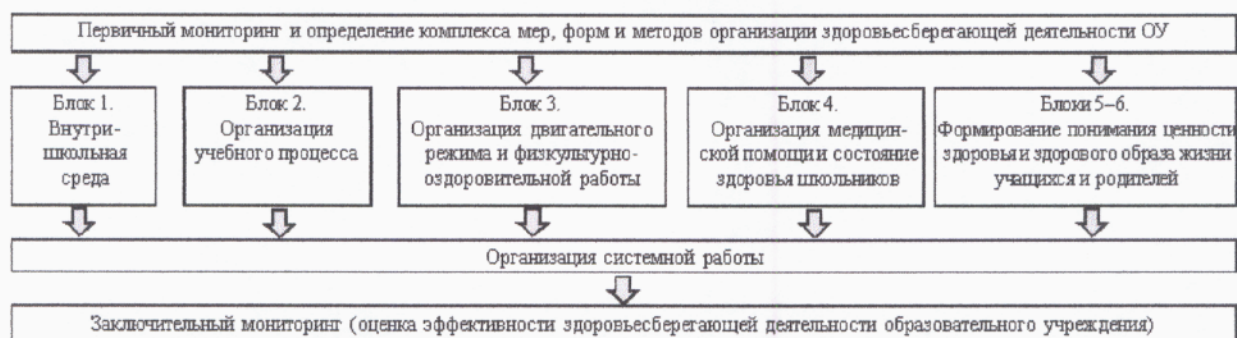 Первичный мониторинг и определение комплекса мер, форм и методов организации здоровьесберегающей деятельности ОУ
Блок 1.
Внутри-
школьная
среда
Блок 2.
Организация
учебного процесса
Блок 3.
Организация двигательного
режима и физкультурно-
оздоровительной работы
Блок 4.
Организация медицин-
ской помощи и состояние
здоровья школьников
Блоки 5–6.
Формирование понимания ценности
здоровья и здорового образа жизни
учащихся и родителей
Организация системной работы
Заключительный мониторинг (оценка эффективности здоровьесберегающей деятельности образовательного учреждения)